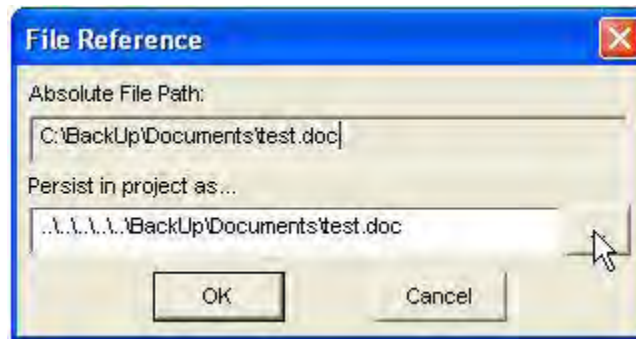 File Reference
Absolute File Path:
C:\BackUp\Documents\test.doc
Persist in project as...
..\..\..\..\..\BackUp\Documents\test.doc
OK
Cancel